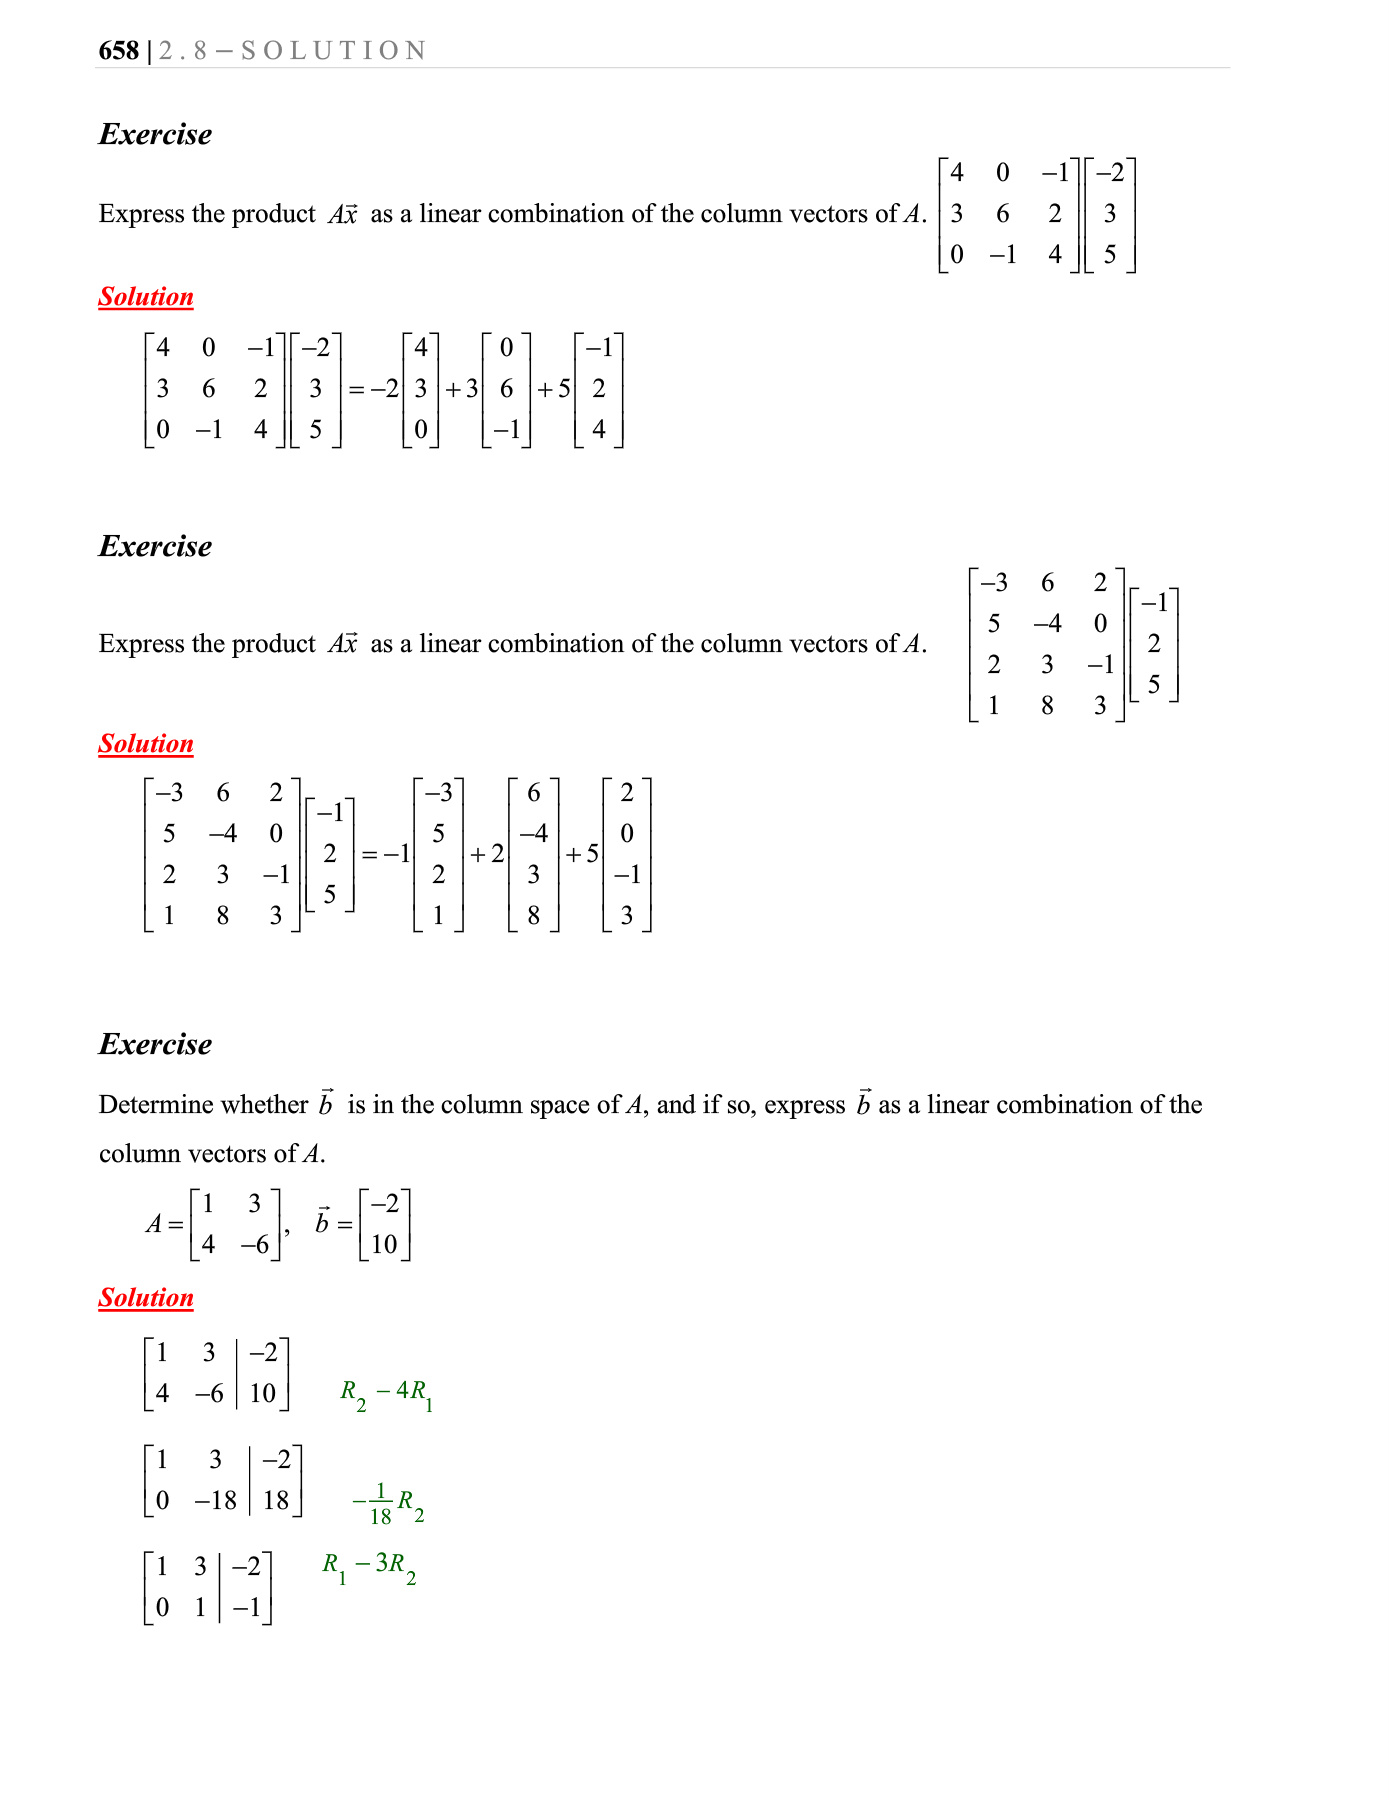 658 | 2 . 8 – S O L U T I O N
Exercise
Express the product $A\vec{x}$ as a linear combination of the column vectors of A. $\begin{bmatrix} 4 & 0 & -1 \\ 3 & 6 & 2 \\ 0 & -1 & 4 \end{bmatrix}\begin{bmatrix} -2 \\ 3 \\ 5 \end{bmatrix}$
Solution
$\begin{bmatrix} 4 & 0 & -1 \\ 3 & 6 & 2 \\ 0 & -1 & 4 \end{bmatrix}\begin{bmatrix} -2 \\ 3 \\ 5 \end{bmatrix} = -2\begin{bmatrix} 4 \\ 3 \\ 0 \end{bmatrix} + 3\begin{bmatrix} 0 \\ 6 \\ -1 \end{bmatrix} + 5\begin{bmatrix} -1 \\ 2 \\ 4 \end{bmatrix}$
Exercise
Express the product $A\vec{x}$ as a linear combination of the column vectors of A. $\begin{bmatrix} -3 & 6 & 2 \\ 5 & -4 & 0 \\ 2 & 3 & -1 \\ 1 & 8 & 3 \end{bmatrix}\begin{bmatrix} -1 \\ 2 \\ 5 \end{bmatrix}$
Solution
$\begin{bmatrix} -3 & 6 & 2 \\ 5 & -4 & 0 \\ 2 & 3 & -1 \\ 1 & 8 & 3 \end{bmatrix}\begin{bmatrix} -1 \\ 2 \\ 5 \end{bmatrix} = -1\begin{bmatrix} -3 \\ 5 \\ 2 \\ 1 \end{bmatrix} + 2\begin{bmatrix} 6 \\ -4 \\ 3 \\ 8 \end{bmatrix} + 5\begin{bmatrix} 2 \\ 0 \\ -1 \\ 3 \end{bmatrix}$
Exercise
Determine whether $\vec{b}$ is in the column space of A, and if so, express $\vec{b}$ as a linear combination of the
column vectors of A.
$A = \begin{bmatrix} 1 & 3 \\ 4 & -6 \end{bmatrix}, \quad \vec{b} = \begin{bmatrix} -2 \\ 10 \end{bmatrix}$
Solution
$\left[\begin{array}{cc|c} 1 & 3 & -2 \\ 4 & -6 & 10 \end{array}\right] \quad R_2 - 4R_1$
$\left[\begin{array}{cc|c} 1 & 3 & -2 \\ 0 & -18 & 18 \end{array}\right] \quad -\frac{1}{18}R_2$
$\left[\begin{array}{cc|c} 1 & 3 & -2 \\ 0 & 1 & -1 \end{array}\right] \quad R_1 - 3R_2$